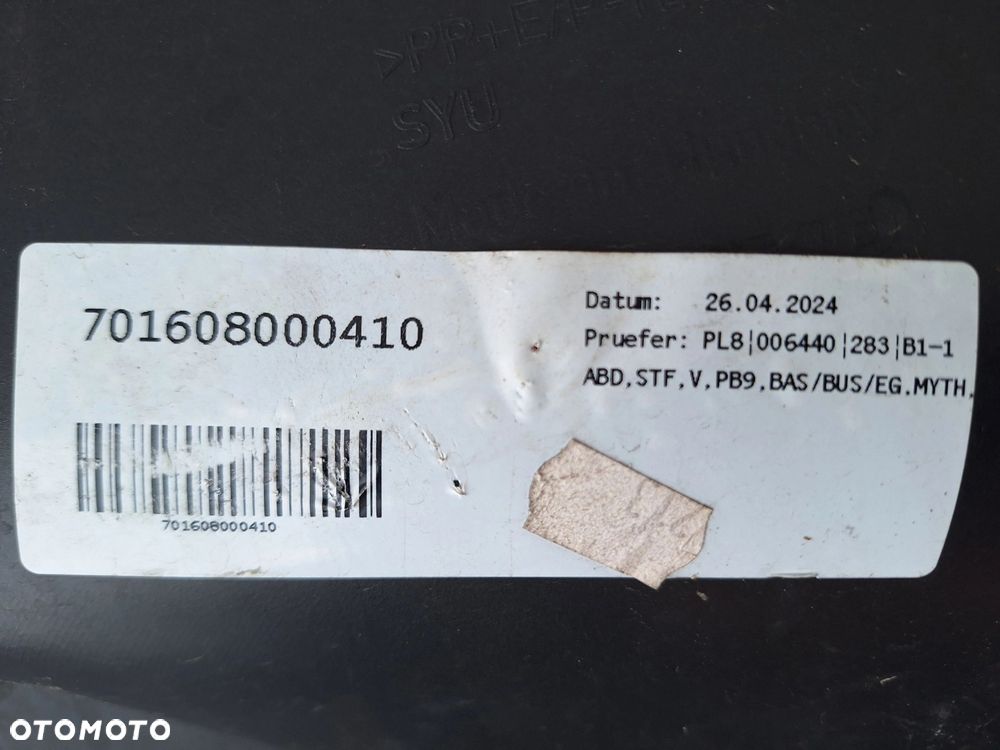 SYU
701608000410
Datum: 26.04.2024
Pruefer: PL8|006440|283|B1-1
ABD,STF,V,PB9,BAS/BUS/EG.MYTH,
701608000410
OTOMOTO